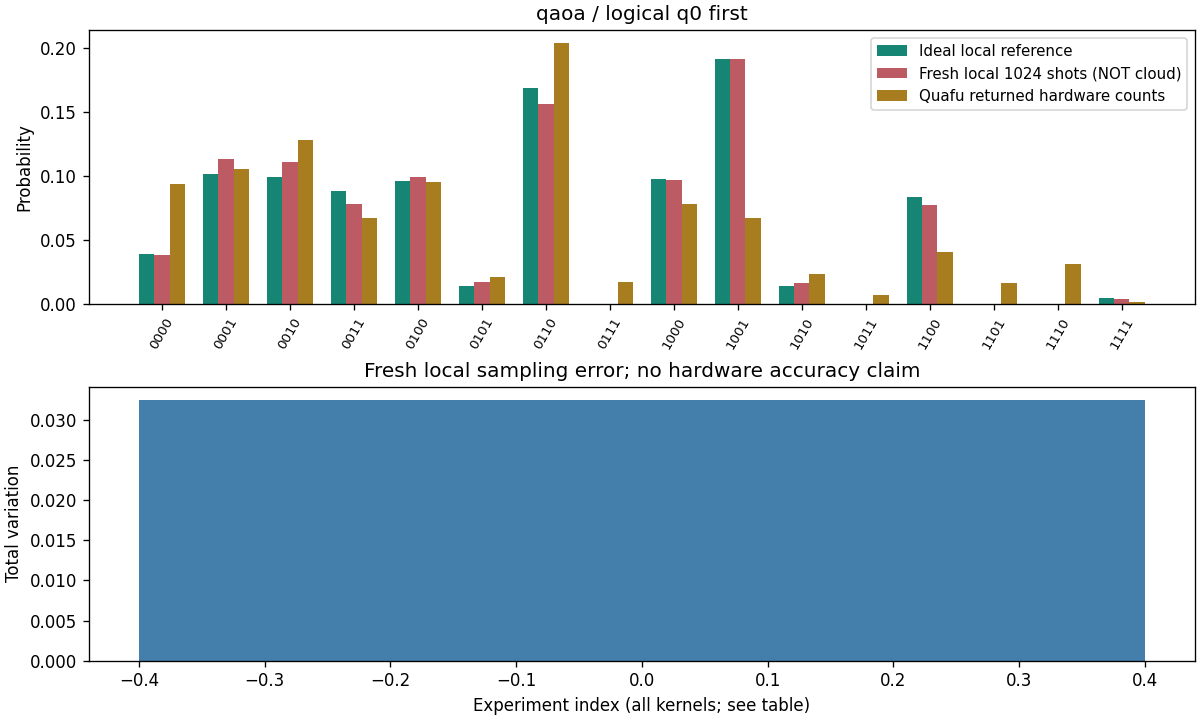 qaoa / logical q0 first
Probability
0.20
0.15
0.10
0.05
0.00
Ideal local reference
Fresh local 1024 shots (NOT cloud)
Quafu returned hardware counts
0000 0001 0010 0011 0100 0101 0110 0111 1000 1001 1010 1011 1100 1101 1110 1111
Fresh local sampling error; no hardware accuracy claim
Total variation
0.030
0.025
0.020
0.015
0.010
0.005
0.000
−0.4 −0.3 −0.2 −0.1 0.0 0.1 0.2 0.3 0.4
Experiment index (all kernels; see table)